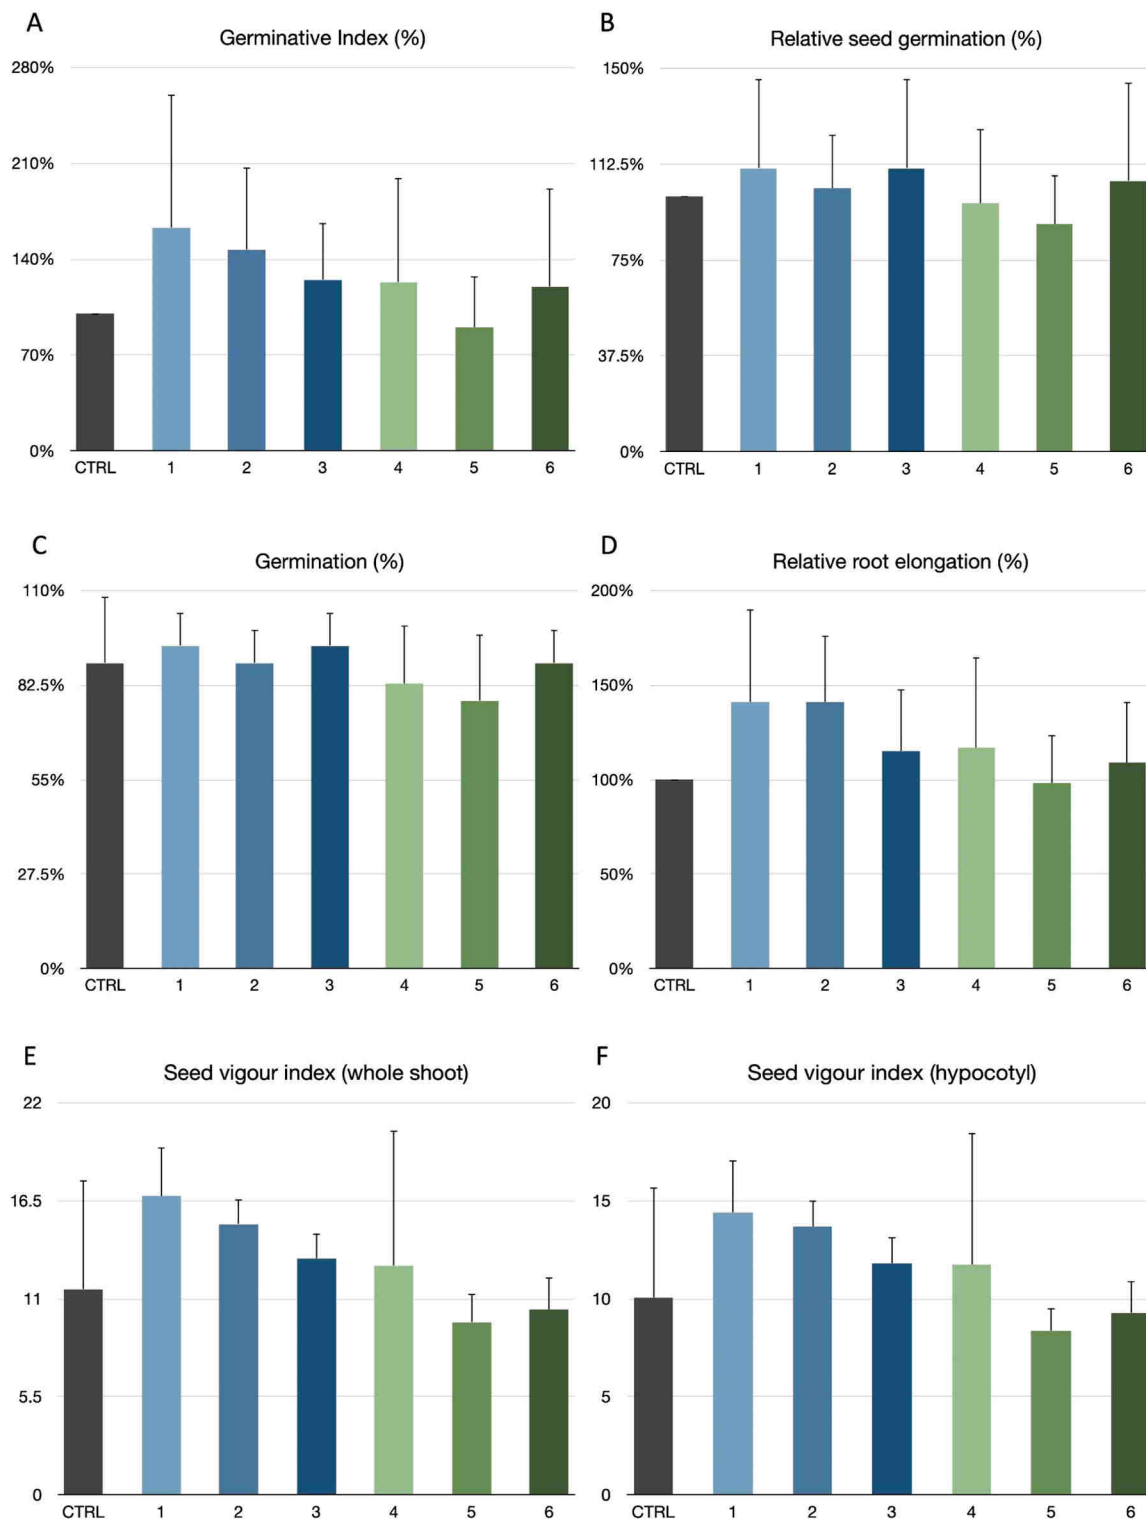 A
Germinative Index (%)
280%
210%
140%
70%
0%
CTRL 1 2 3 4 5 6
B
Relative seed germination (%)
150%
112.5%
75%
37.5%
0%
CTRL 1 2 3 4 5 6
C
Germination (%)
110%
82.5%
55%
27.5%
0%
CTRL 1 2 3 4 5 6
D
Relative root elongation (%)
200%
150%
100%
50%
0%
CTRL 1 2 3 4 5 6
E
Seed vigour index (whole shoot)
22
16.5
11
5.5
0
CTRL 1 2 3 4 5 6
F
Seed vigour index (hypocotyl)
20
15
10
5
0
CTRL 1 2 3 4 5 6